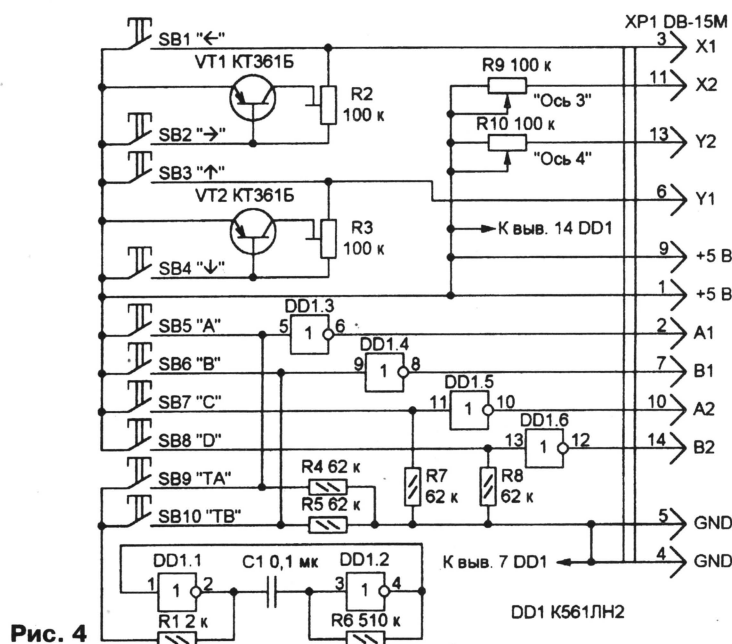 XP1 DB-15M
SB1 "←"
3
X1
VT1 КТ361Б
R9 100 к
11
X2
R2
100 к
"Ось 3"
R10 100 к
13
Y2
SB2 "→"
"Ось 4"
SB3 "↑"
VT2 КТ361Б
6
Y1
R3
100 к
К выв. 14 DD1
9
+5 В
SB4 "↓"
1
+5 В
DD1.3
SB5 "A"
5
1
6
2
A1
DD1.4
SB6 "B"
9
1
8
7
B1
DD1.5
SB7 "C"
11
1
10
10
A2
DD1.6
SB8 "D"
13
1
12
14
B2
SB9 "TA"
R4 62 к
R7
62 к
R8
62 к
R5 62 к
SB10 "TB"
5
GND
К выв. 7 DD1
4
GND
DD1.1
C1 0,1 мк
DD1.2
1
1
2
3
1
4
DD1 К561ЛН2
R1 2 к
R6 510 к
Рис. 4